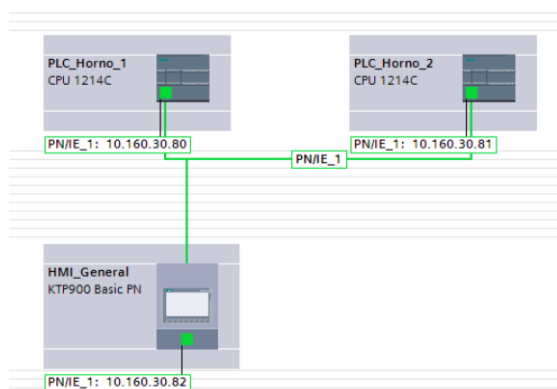 PLC_Horno_1
CPU 1214C
PLC_Horno_2
CPU 1214C
PN/IE_1: 10.160.30.80
PN/IE_1: 10.160.30.81
PN/IE_1
HMI_General
KTP900 Basic PN
PN/IE_1: 10.160.30.82